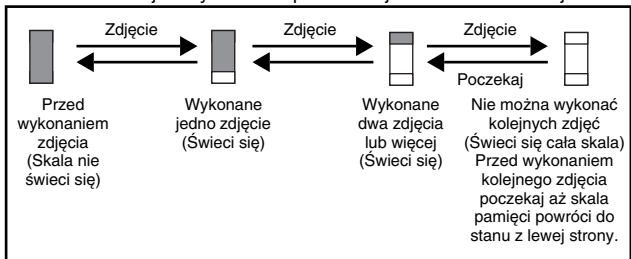 Zdjęcie Zdjęcie Zdjęcie
Poczekaj
Przed
wykonaniem
zdjęcia
(Skala nie
świeci się)
Wykonane
jedno zdjęcie
(Świeci się)
Wykonane
dwa zdjęcia
lub więcej
(Świeci się)
Nie można wykonać
kolejnych zdjęć
(Świeci się cała skala)
Przed wykonaniem
kolejnego zdjęcia
poczekaj aż skala
pamięci powróci do
stanu z lewej strony.